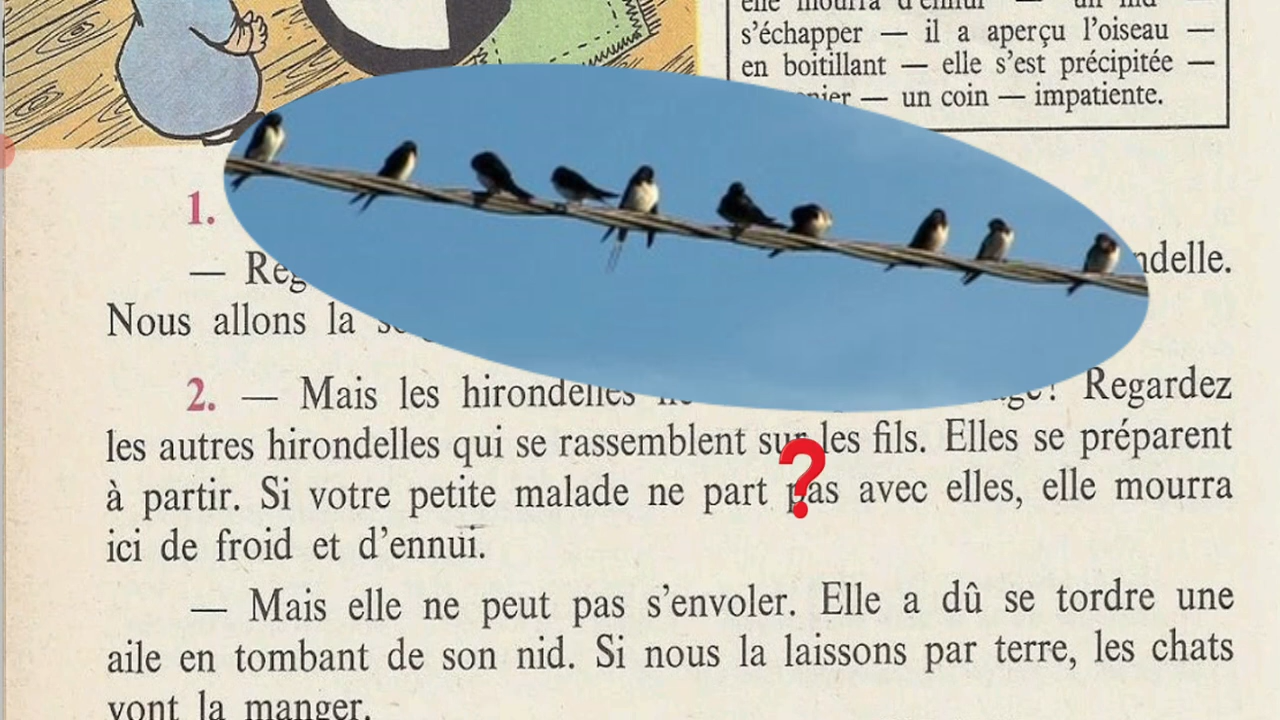 s'échapper — il a aperçu l'oiseau —
en boitillant — elle s'est précipitée —
— un coin — impatiente.
1.
—
Nous allons la
2. — Mais les hirondelles Regardez
les autres hirondelles qui se rassemblent sur les fils. Elles se préparent
à partir. Si votre petite malade ne part pas avec elles, elle mourra
ici de froid et d'ennui.
?
— Mais elle ne peut pas s'envoler. Elle a dû se tordre une
aile en tombant de son nid. Si nous la laissons par terre, les chats
vont la manger.